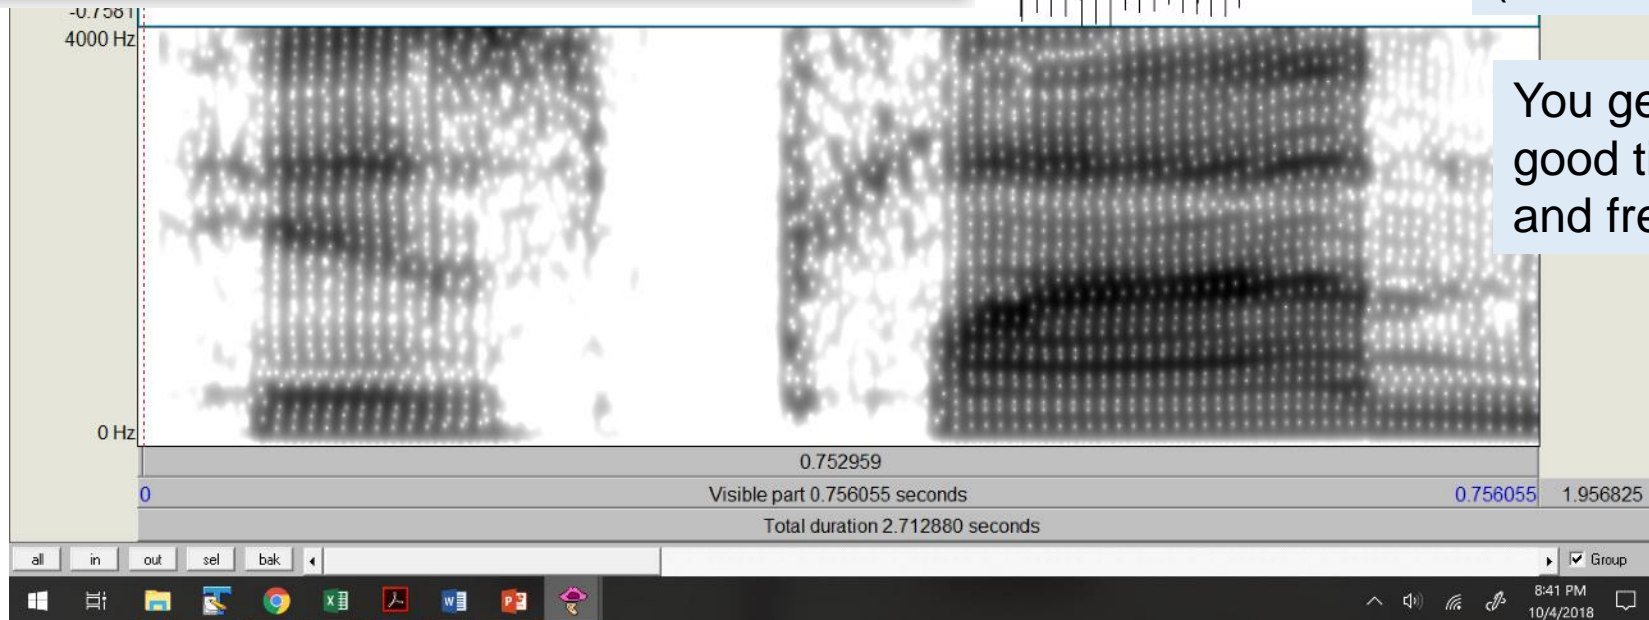 -0.7581
4000 Hz
You ge
good t
and fre
0 Hz
0.752959
0 Visible part 0.756055 seconds 0.756055 1.956825
Total duration 2.712880 seconds
all in out sel bak Group
8:41 PM
10/4/2018